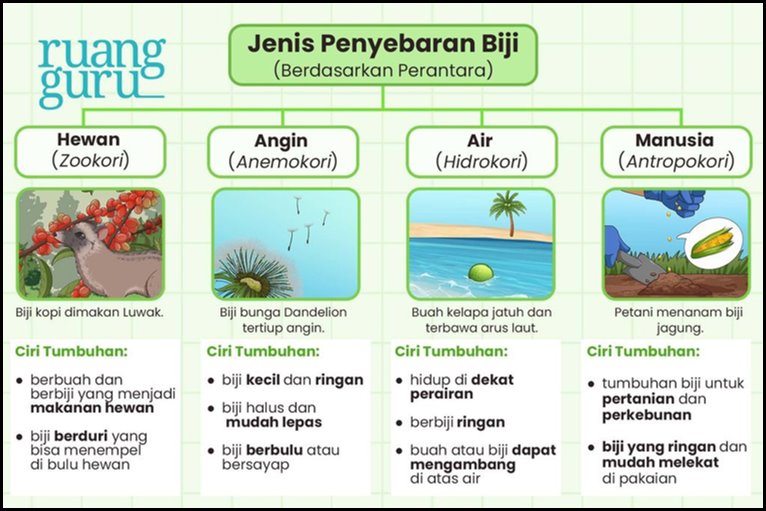 ruang
guru
Jenis Penyebaran Biji
(Berdasarkan Perantara)
Hewan
(Zookori)
Biji kopi dimakan Luwak.
Ciri Tumbuhan:
• berbuah dan
berbiji yang menjadi
makanan hewan
• biji berduri yang
bisa menempel
di bulu hewan
Angin
(Anemokori)
Biji bunga Dandelion
tertiup angin.
Ciri Tumbuhan:
• biji kecil dan ringan
• biji halus dan
mudah lepas
• biji berbulu atau
bersayap
Air
(Hidrokori)
Buah kelapa jatuh dan
terbawa arus laut.
Ciri Tumbuhan:
• hidup di dekat
perairan
• berbiji ringan
• buah atau biji dapat
mengambang
di atas air
Manusia
(Antropokori)
Petani menanam biji
jagung.
Ciri Tumbuhan:
• tumbuhan biji untuk
pertanian dan
perkebunan
• biji yang ringan dan
mudah melekat
di pakaian